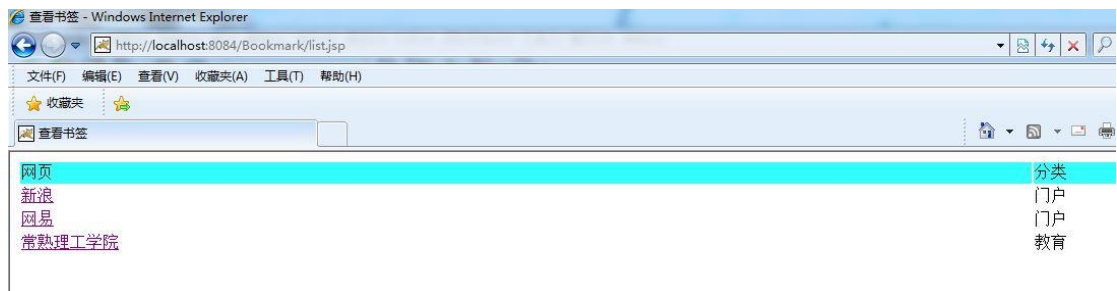 查看书签 - Windows Internet Explorer
http://localhost:8084/Bookmark/list.jsp
文件(F) 编辑(E) 查看(V) 收藏夹(A) 工具(T) 帮助(H)
收藏夹
查看书签
网页 分类
新浪 门户
网易 门户
常熟理工学院 教育